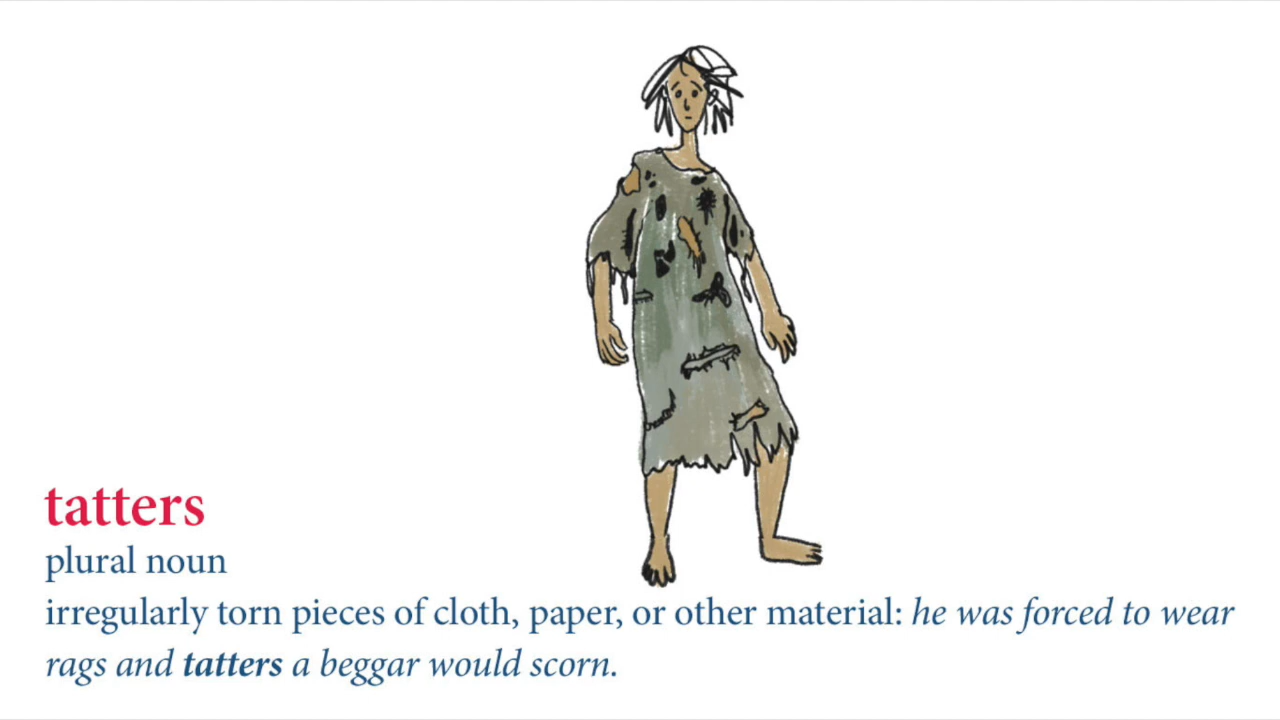 tatters
plural noun
irregularly torn pieces of cloth, paper, or other material: he was forced to wear
rags and tatters a beggar would scorn.